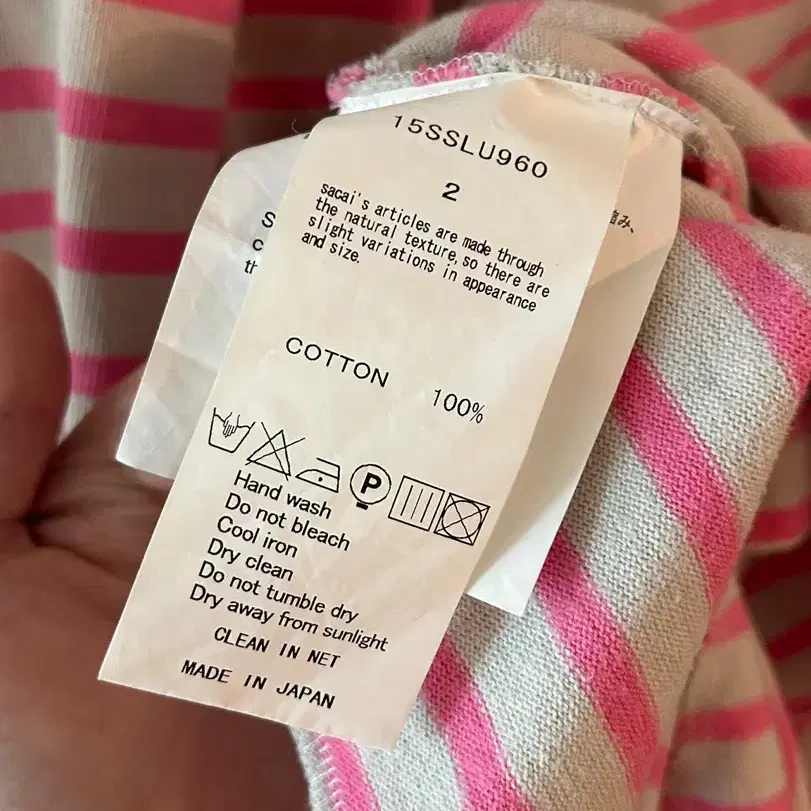 15SSLU960
2
sacai's articles are made through
the natural texture, so there are
slight variations in appearance
and size.
COTTON 100%
P
Hand wash
Do not bleach
Cool iron
Dry clean
Do not tumble dry
Dry away from sunlight
CLEAN IN NET
MADE IN JAPAN